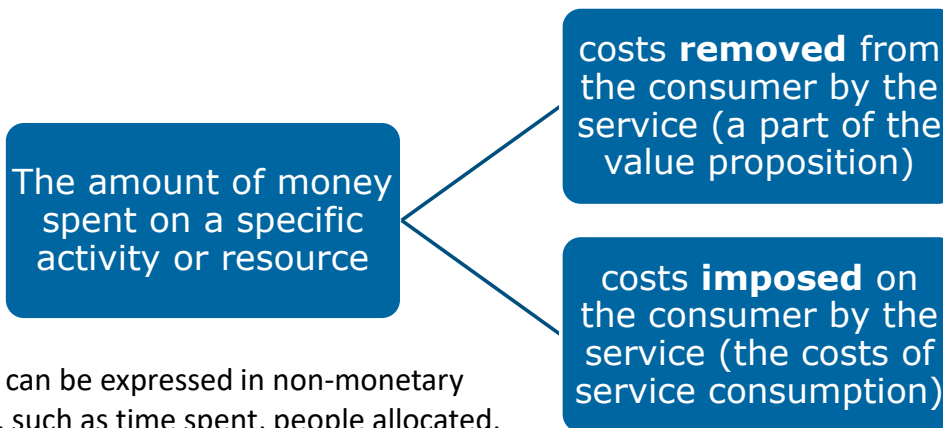 The amount of money
spent on a specific
activity or resource
costs removed from
the consumer by the
service (a part of the
value proposition)
costs imposed on
the consumer by the
service (the costs of
service consumption)
can be expressed in non-monetary
such as time spent, people allocated,